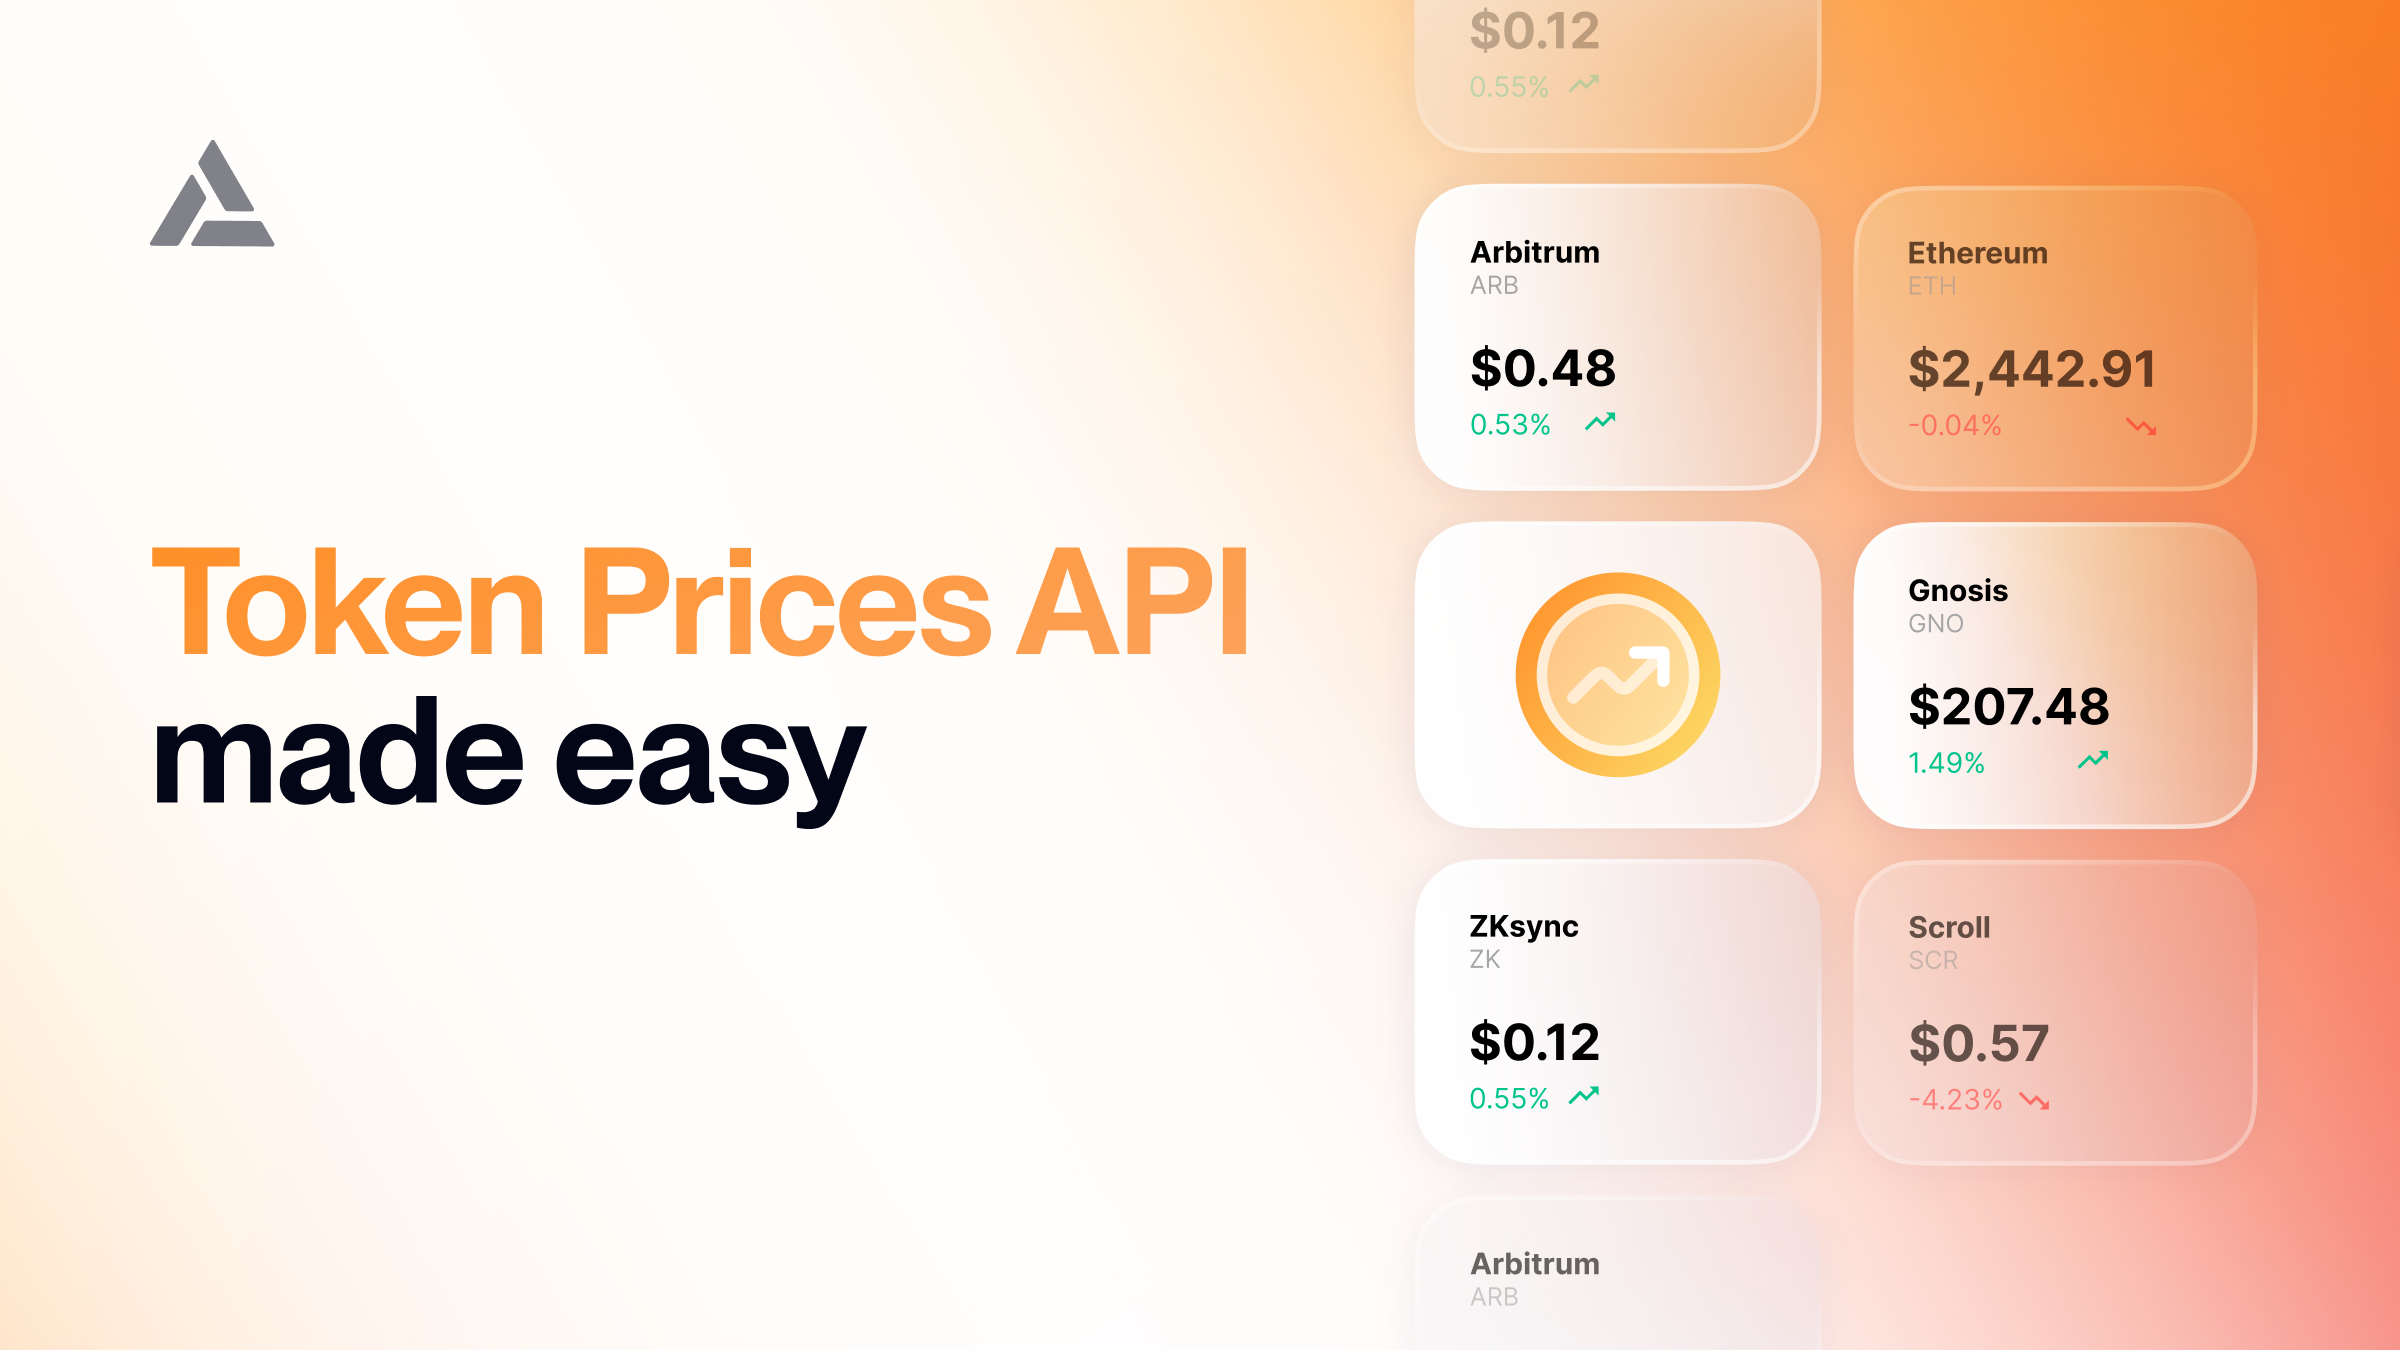 Token Prices API
made easy
$0.12
0.55%
Arbitrum
ARB
$0.48
0.53%
ZKsync
ZK
$0.12
0.55%
Arbitrum
ARB
Ethereum
ETH
$2,442.91
-0.04%
Gnosis
GNO
$207.48
1.49%
Scroll
SCR
$0.57
-4.23%